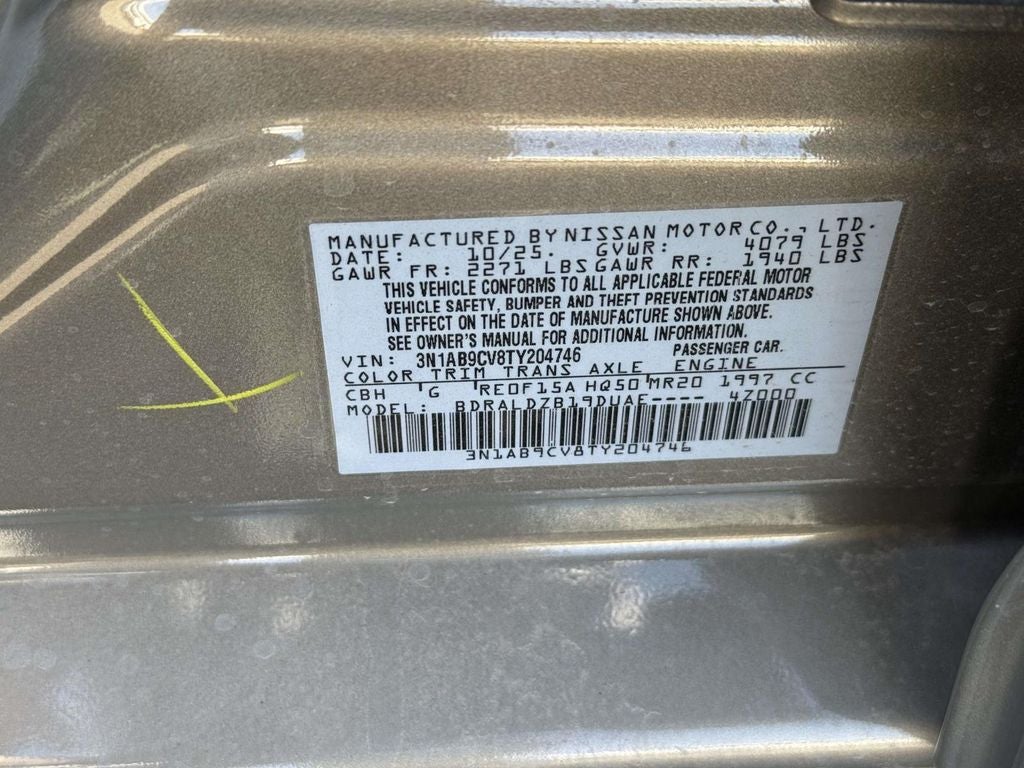 MANUFACTURED BY NISSAN MOTOR CO., LTD.
DATE: 10/25. GVWR: 4079 LBS
GAWR FR: 2271 LBS GAWR RR: 1940 LBS
THIS VEHICLE CONFORMS TO ALL APPLICABLE FEDERAL MOTOR
VEHICLE SAFETY, BUMPER AND THEFT PREVENTION STANDARDS
IN EFFECT ON THE DATE OF MANUFACTURE SHOWN ABOVE.
SEE OWNER'S MANUAL FOR ADDITIONAL INFORMATION.
VIN: 3N1AB9CV8TY204746 PASSENGER CAR.
COLOR TRIM TRANS AXLE ENGINE
CBH G RE0F15A HQ50 MR20 1997 CC
MODEL: BDRALDZB19DUAE---- 4Z000
3N1AB9CV8TY204746